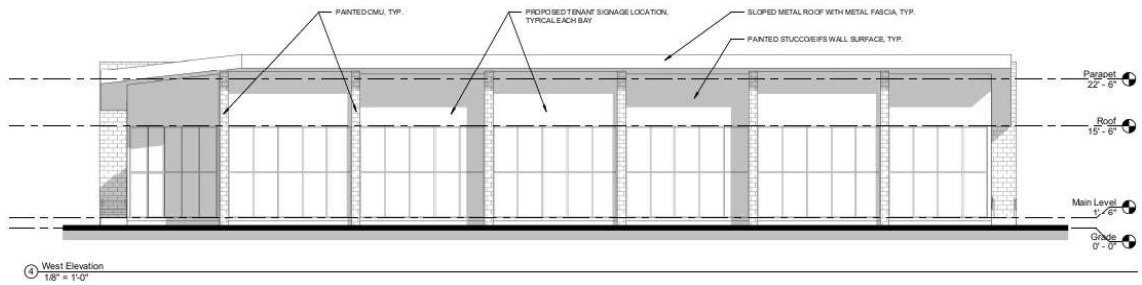 PAINTED CMU, TYP.
PROPOSED TENANT SIGNAGE LOCATION,
TYPICAL EACH BAY
SLOPED METAL ROOF WITH METAL FASCIA, TYP.
PAINTED STUCCO/EIFS WALL SURFACE, TYP.
Parapet
22' - 6"
Roof
15' - 6"
Main Level
1' - 6"
Grade
0' - 0"
4 West Elevation
1/8" = 1'-0"